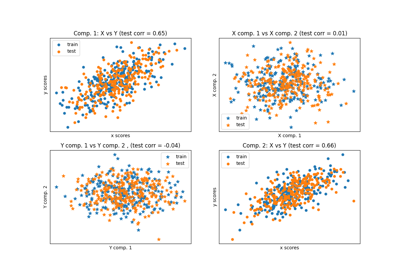 Comp. 1: X vs Y (test corr = 0.65)
train
test
y scores
x scores
X comp. 1 vs X comp. 2 (test corr = 0.01)
X comp. 2
train
test
X comp. 1
Y comp. 1 vs Y comp. 2 , (test corr = -0.04)
train
test
Y comp. 2
Y comp. 1
Comp. 2: X vs Y (test corr = 0.66)
train
test
y scores
x scores